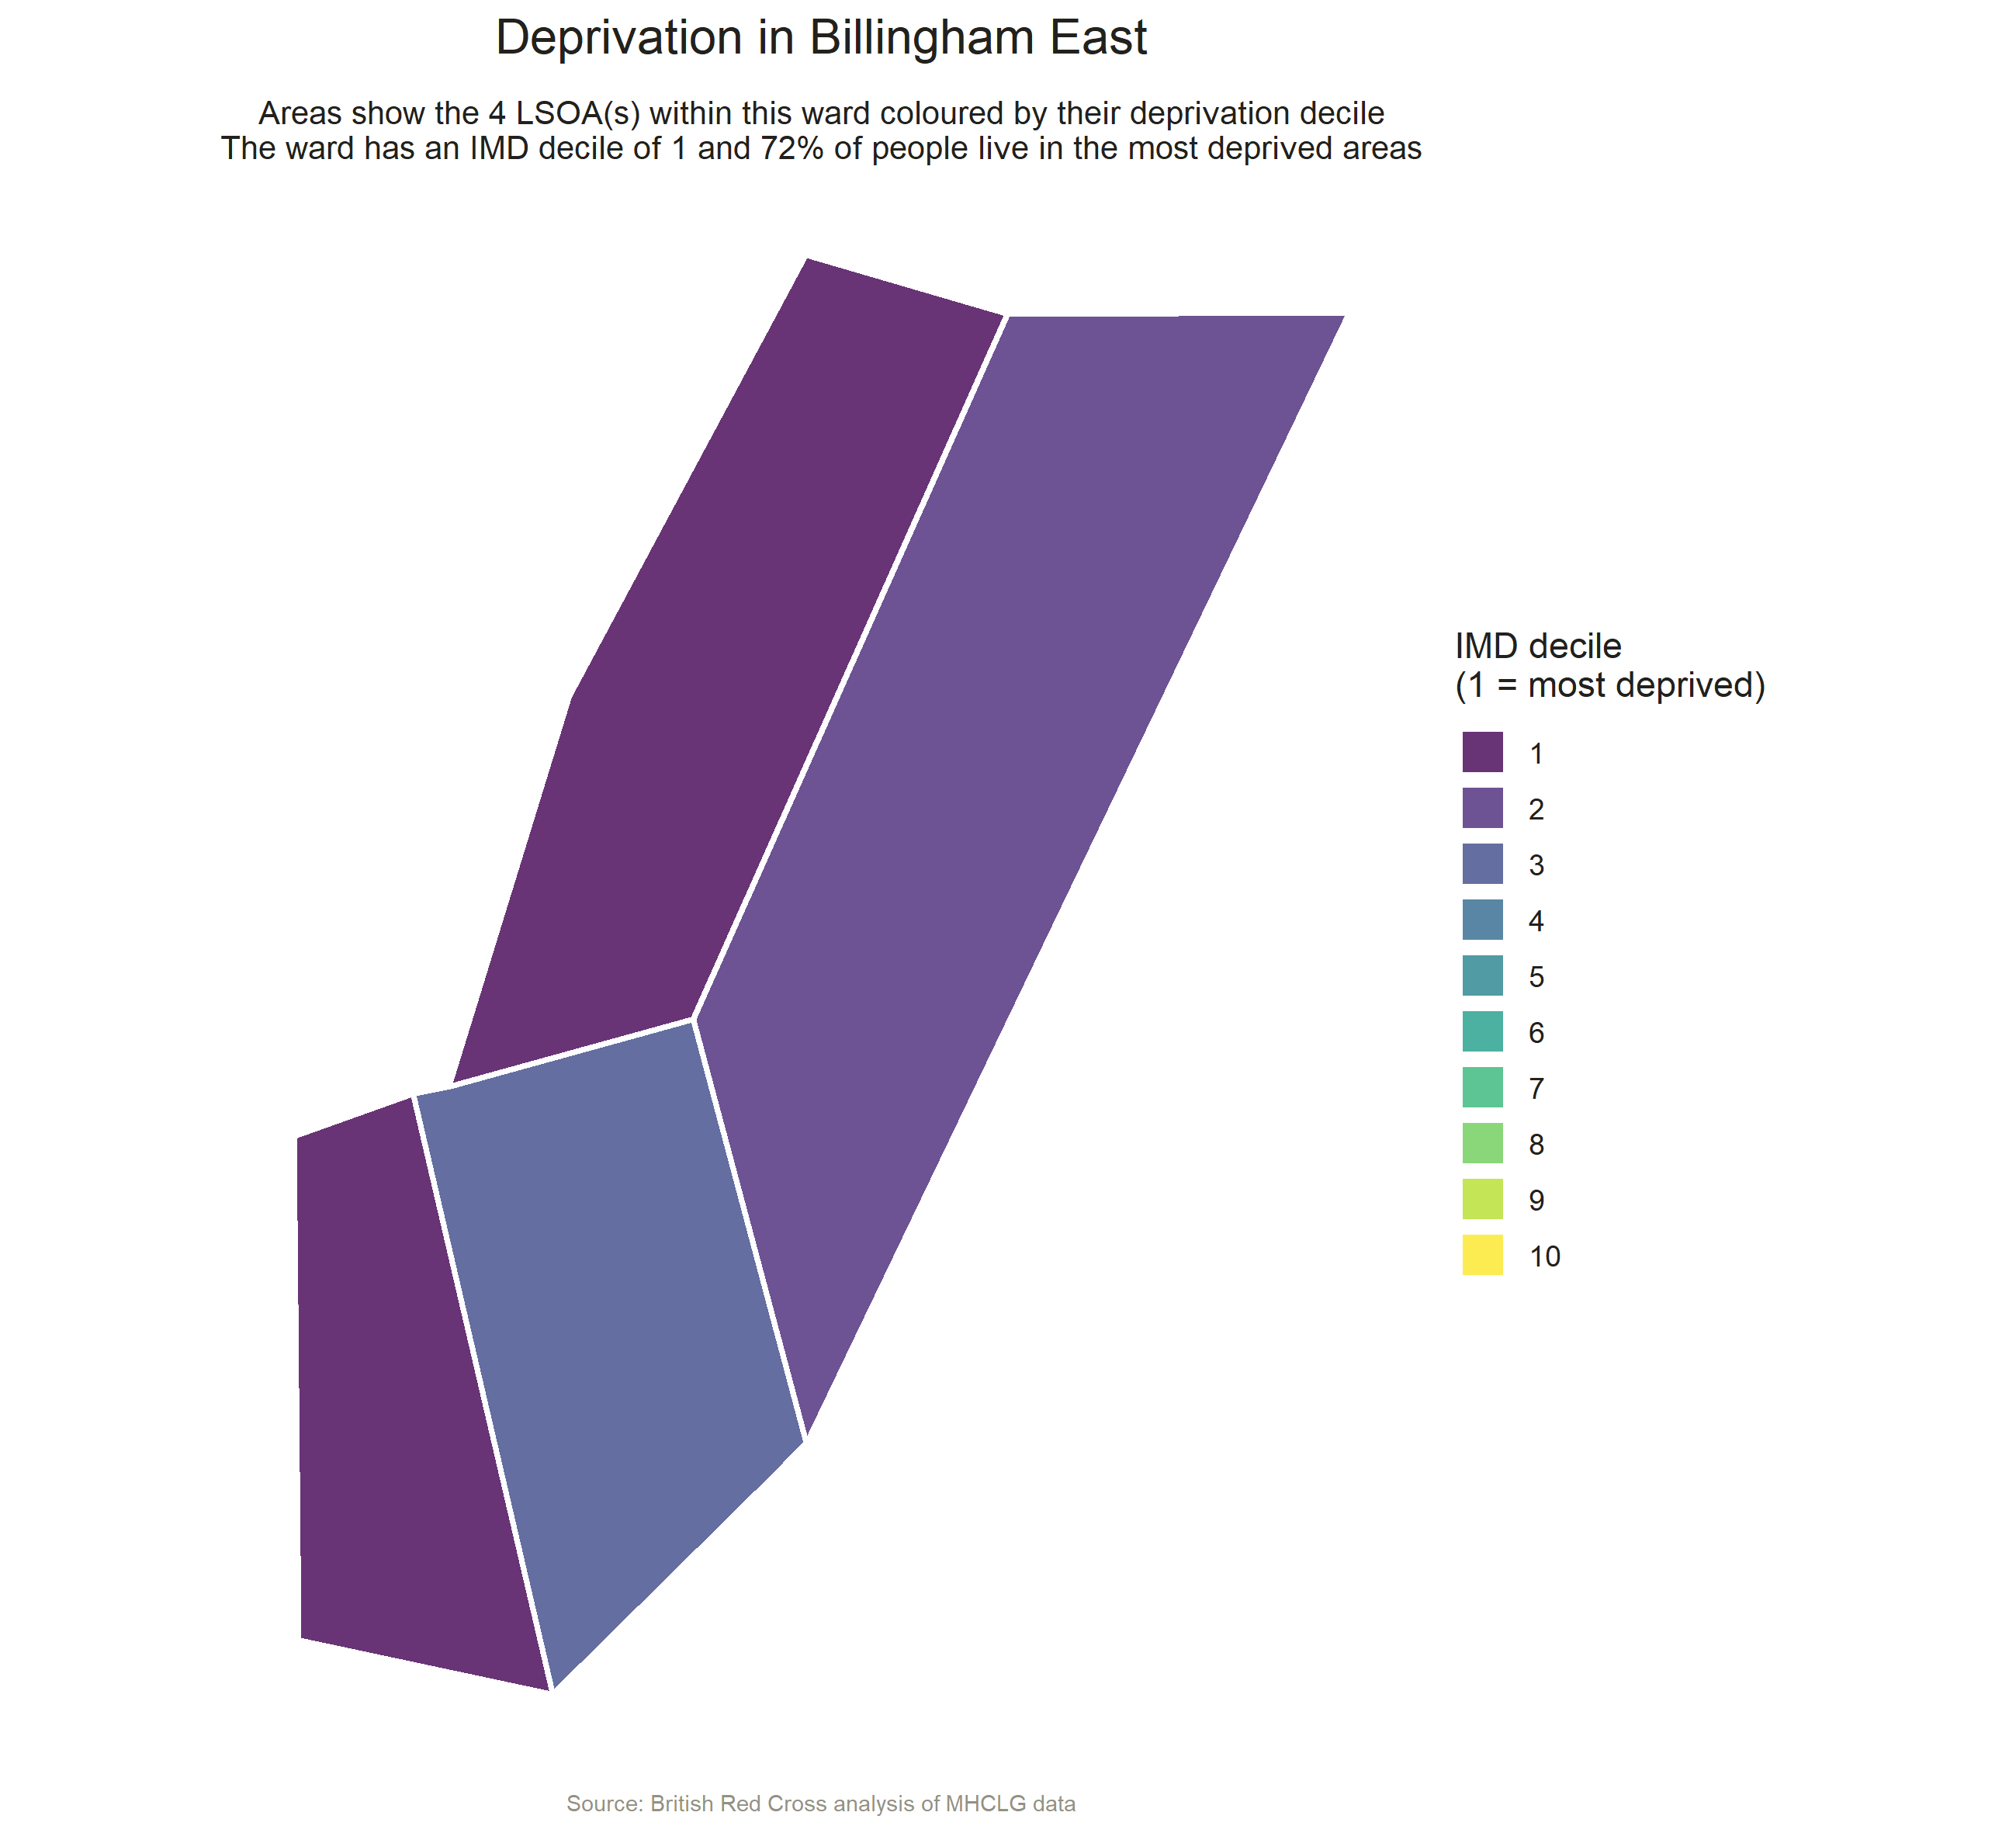 Deprivation in Billingham East
Areas show the 4 LSOA(s) within this ward coloured by their deprivation decile
The ward has an IMD decile of 1 and 72% of people live in the most deprived areas
IMD decile
(1 = most deprived)
1
2
3
4
5
6
7
8
9
10
Source: British Red Cross analysis of MHCLG data